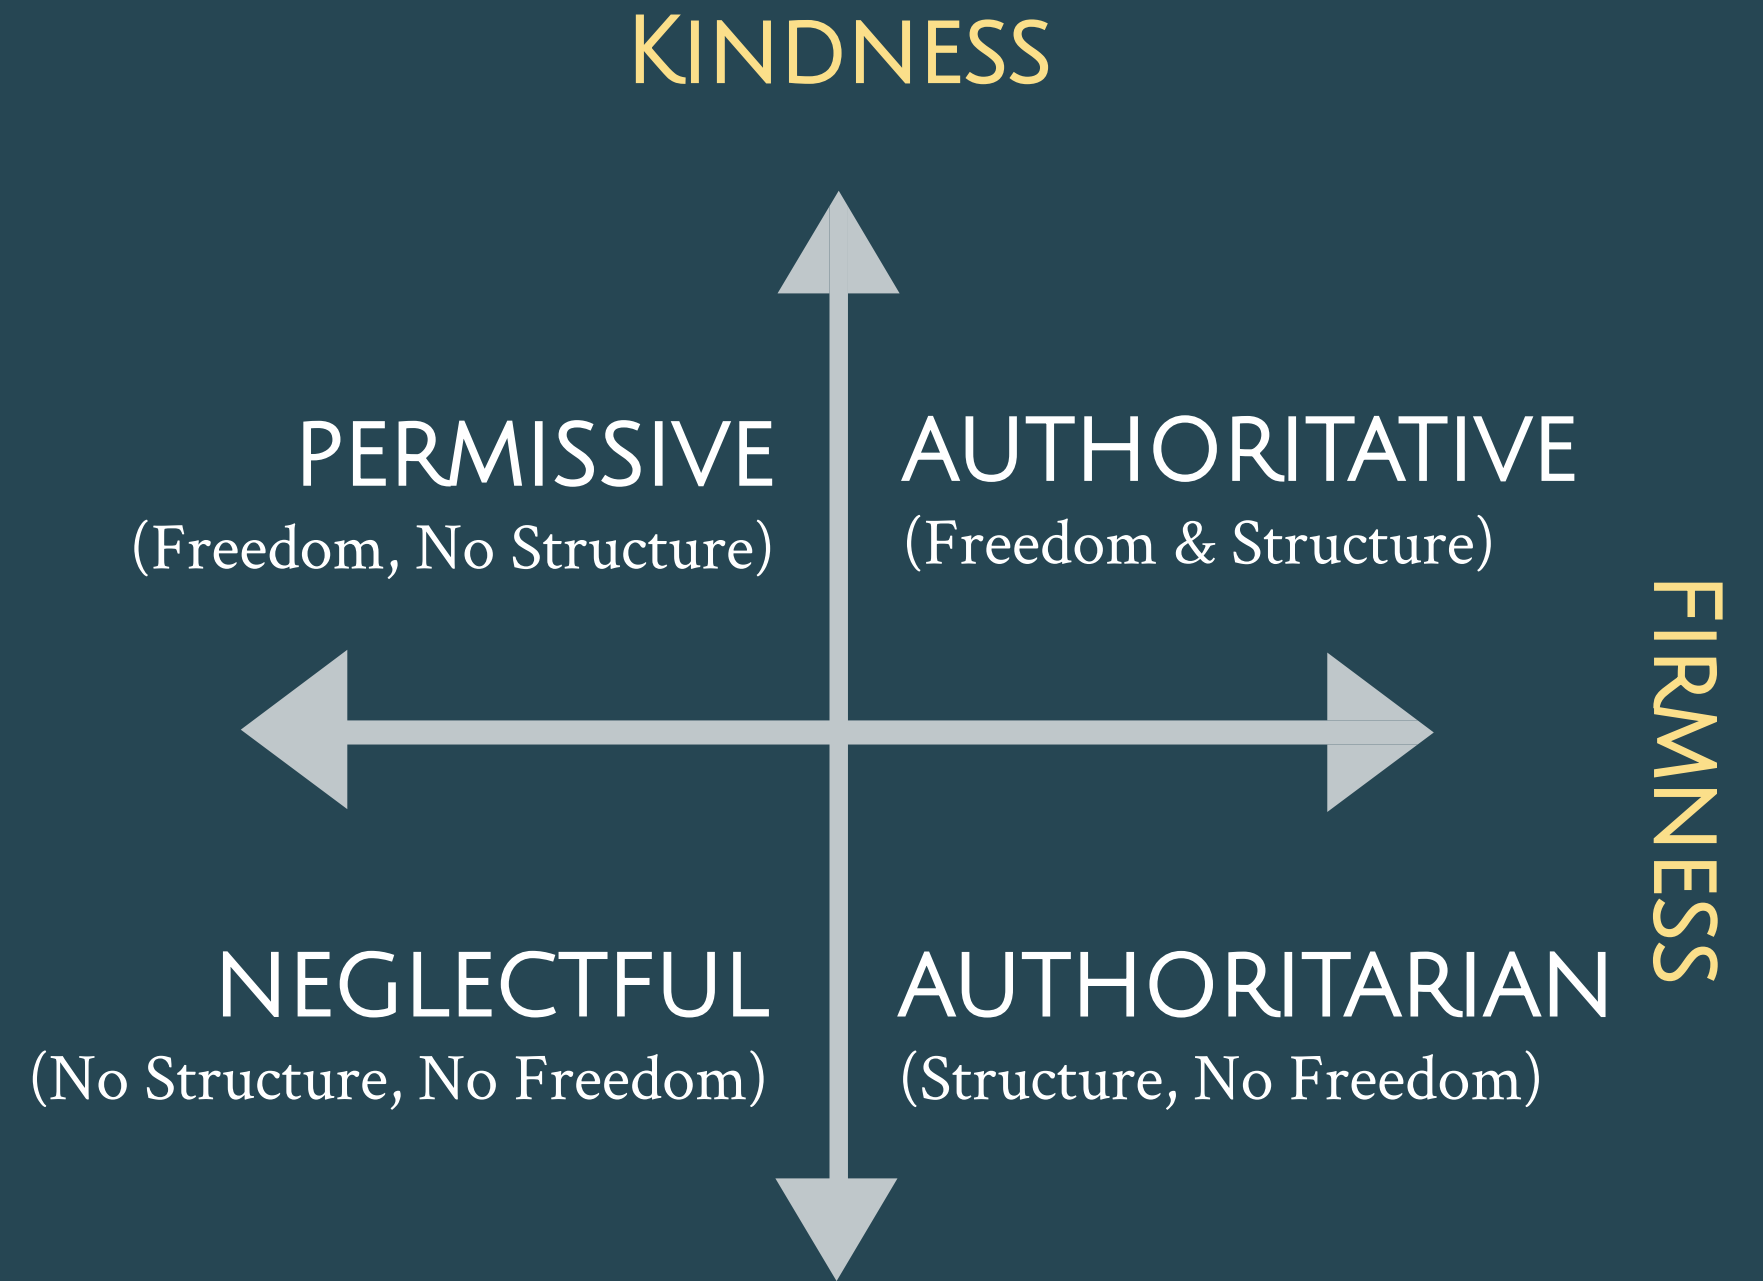 KINDNESS
PERMISSIVE
(Freedom, No Structure)
AUTHORITATIVE
(Freedom & Structure)
FIRMNESS
NEGLECTFUL
(No Structure, No Freedom)
AUTHORITARIAN
(Structure, No Freedom)